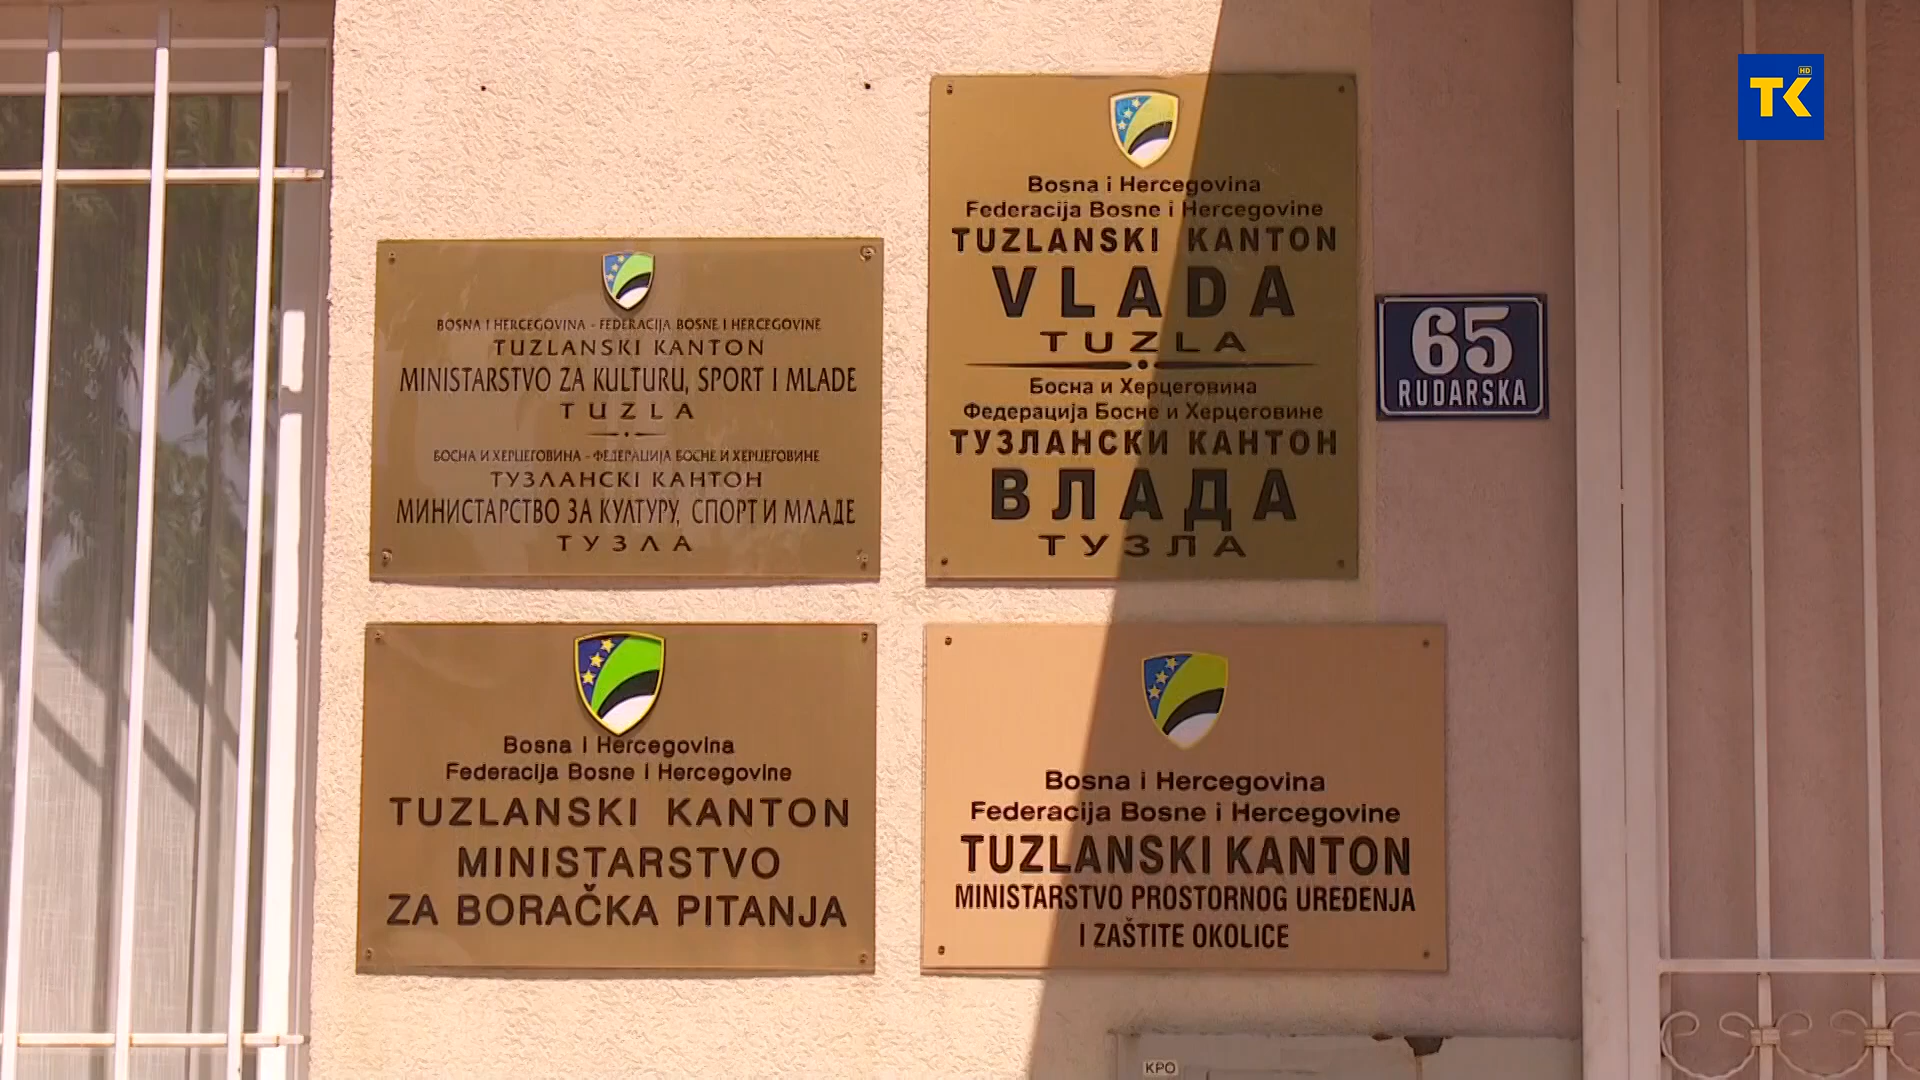 BOSNA I HERCEGOVINA - FEDERACIJA BOSNE I HERCEGOVINE
TUZLANSKI KANTON
MINISTARSTVO ZA KULTURU, SPORT I MLADE
TUZLA
БОСНА И ХЕРЦЕГОВИНА - ФЕДЕРАЦИЈА БОСНЕ И ХЕРЦЕГОВИНЕ
ТУЗЛАНСКІ КАНТОН
МИНИСТАРСТВО ЗА КУЛТУРУ, СПОРТ И МЛАДЕ
ТУЗЛА
Bosna i Hercegovina
Federacija Bosne i Hercegovine
TUZLANSKI KANTON
VLADA
TUZLA
Босна и Херцеговина
Федерација Босне и Херцеговине
ТУЗЛАНСКИ КАНТОН
ВЛАДА
ТУЗЛА
65
RUDARSKA
Bosna i Hercegovina
Federacija Bosne i Hercegovine
TUZLANSKI KANTON
MINISTARSTVO
ZA BORAČKA PITANJA
Bosna i Hercegovina
Federacija Bosne i Hercegovine
TUZLANSKI KANTON
MINISTARSTVO PROSTORNOG UREĐENJA
I ZAŠTITE OKOLICE
KPO
TK HD